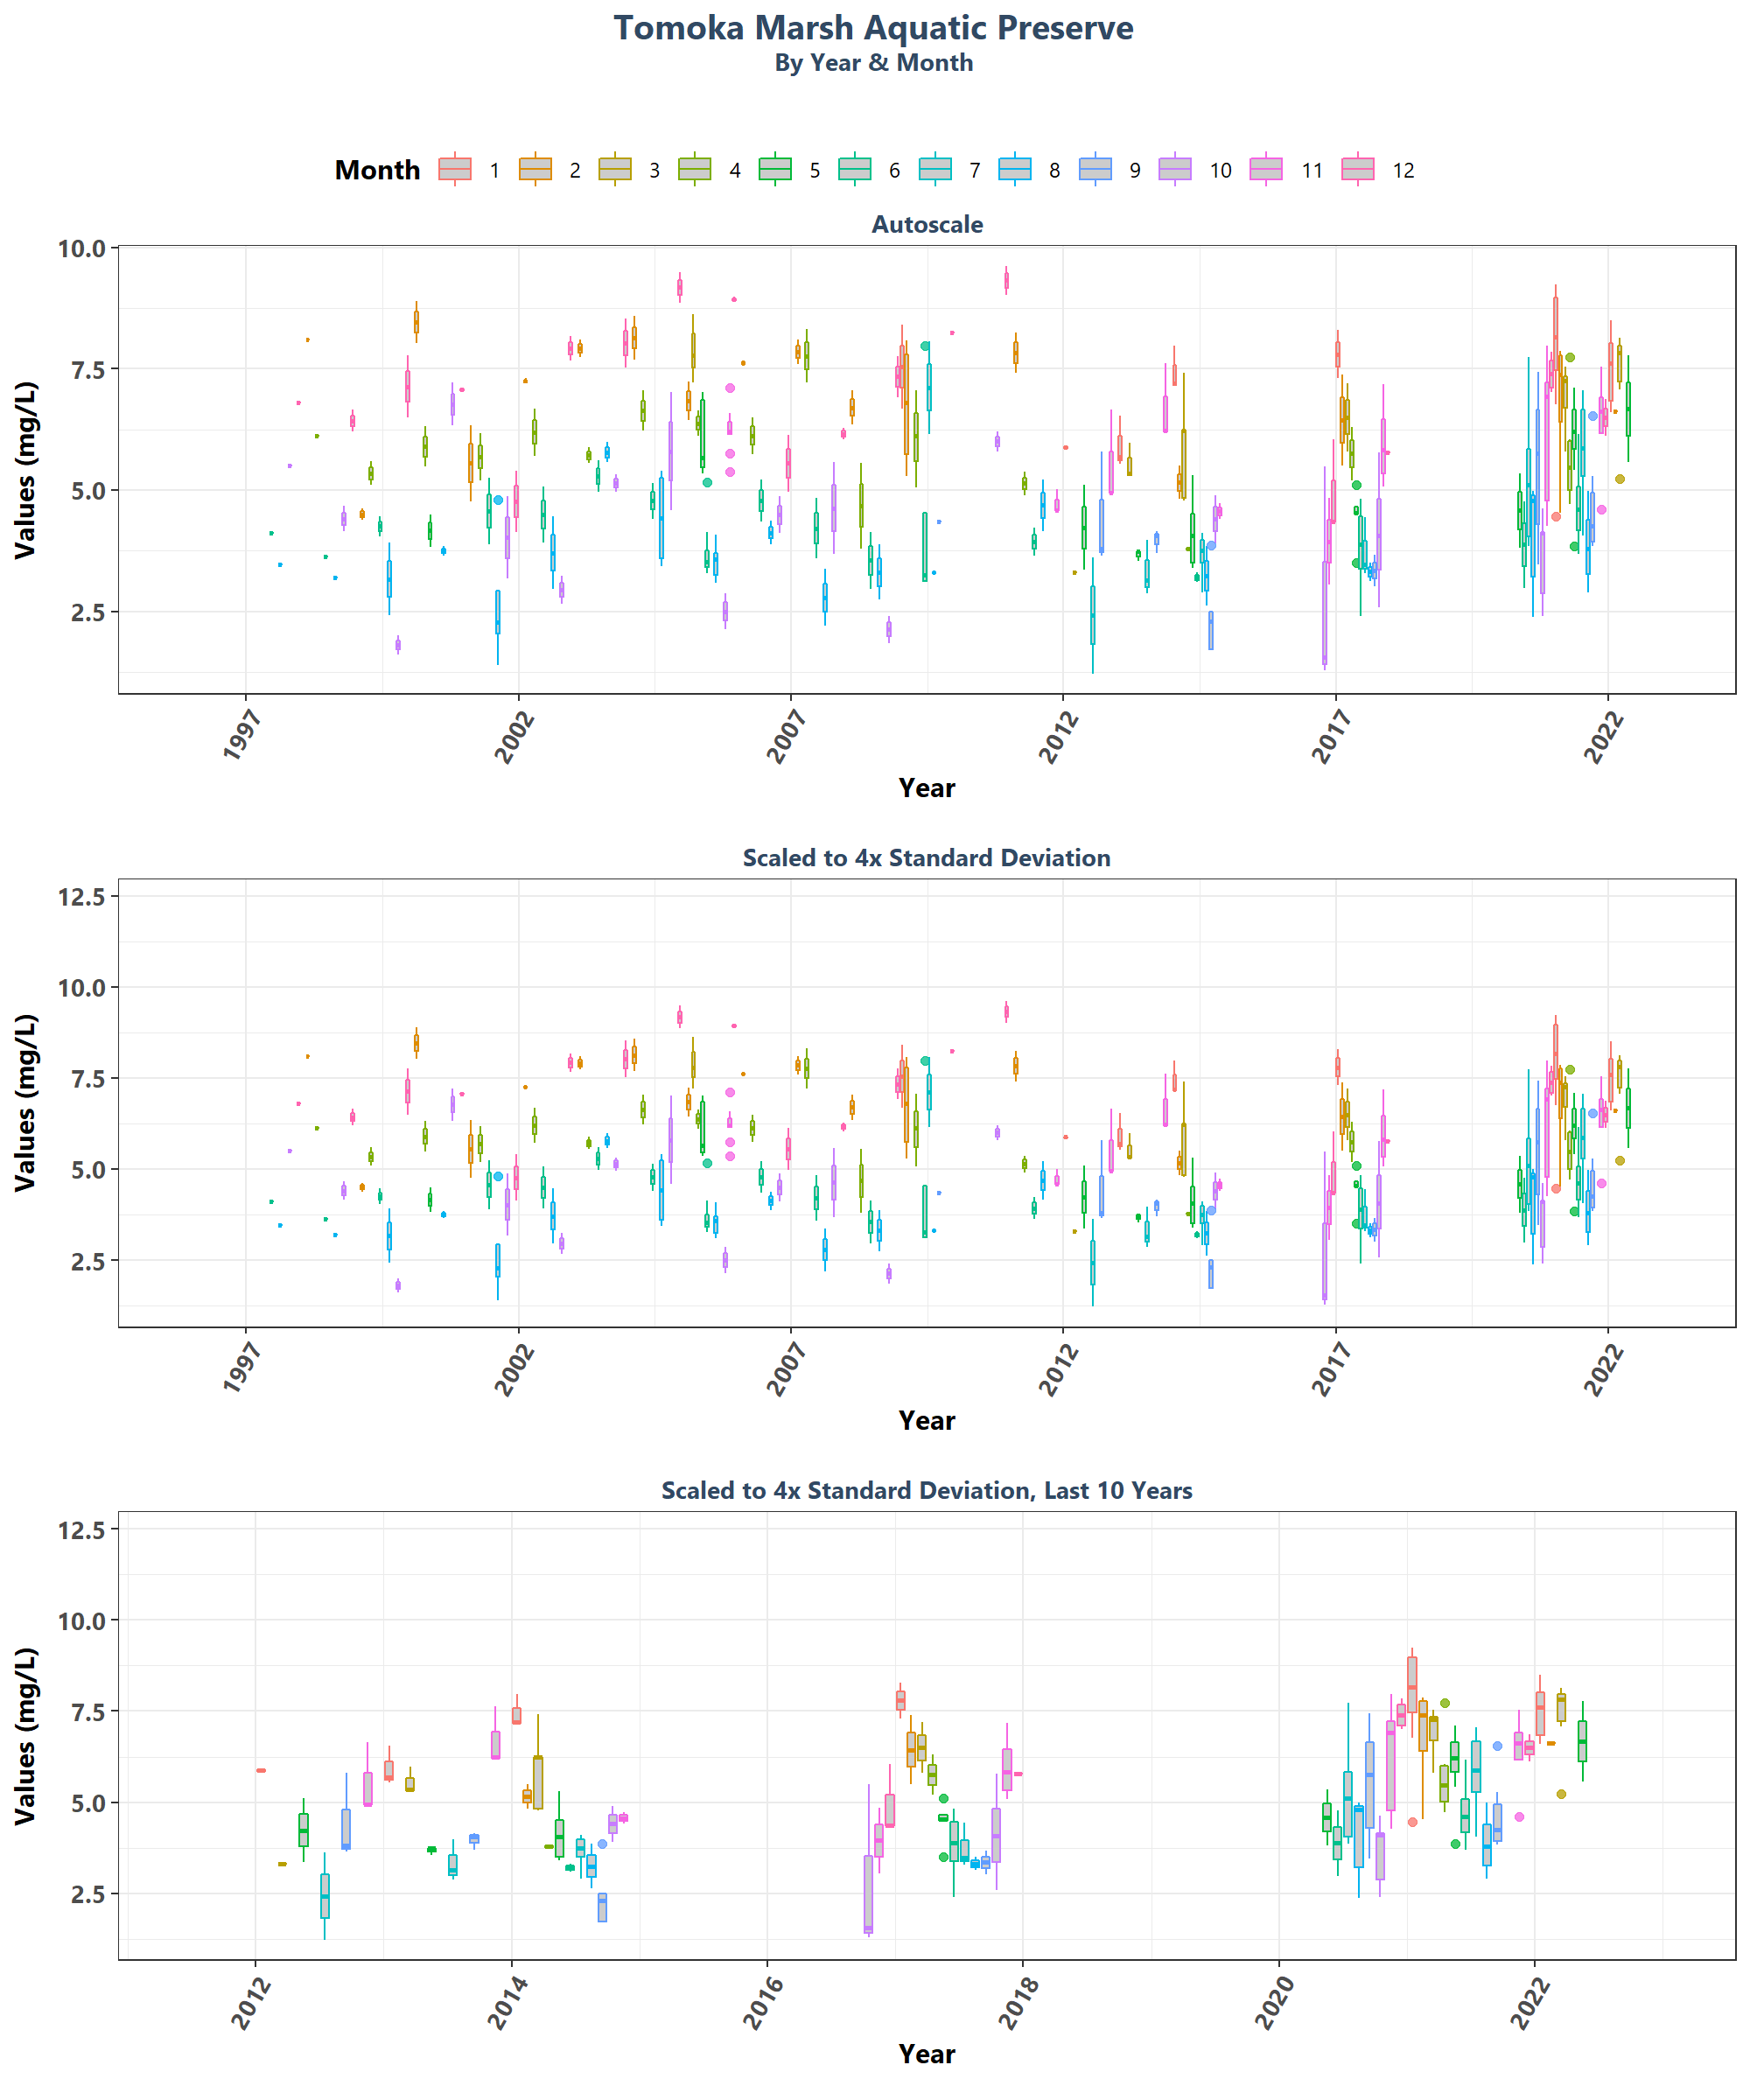 Tomoka Marsh Aquatic Preserve
By Year & Month
Month 1 2 3 4 5 6 7 8 9 10 11 12
Autoscale
Values (mg/L)
10.0
7.5
5.0
2.5
1997 2002 2007 2012 2017 2022
Year
Scaled to 4x Standard Deviation
Values (mg/L)
12.5
10.0
7.5
5.0
2.5
1997 2002 2007 2012 2017 2022
Year
Scaled to 4x Standard Deviation, Last 10 Years
Values (mg/L)
12.5
10.0
7.5
5.0
2.5
2012 2014 2016 2018 2020 2022
Year